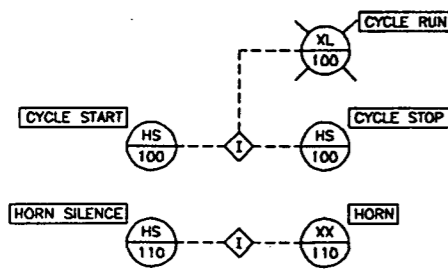 CYCLE RUN
XL
100
CYCLE START
CYCLE STOP
HS
100
I
HS
100
HORN SILENCE
HORN
HS
110
I
XX
110